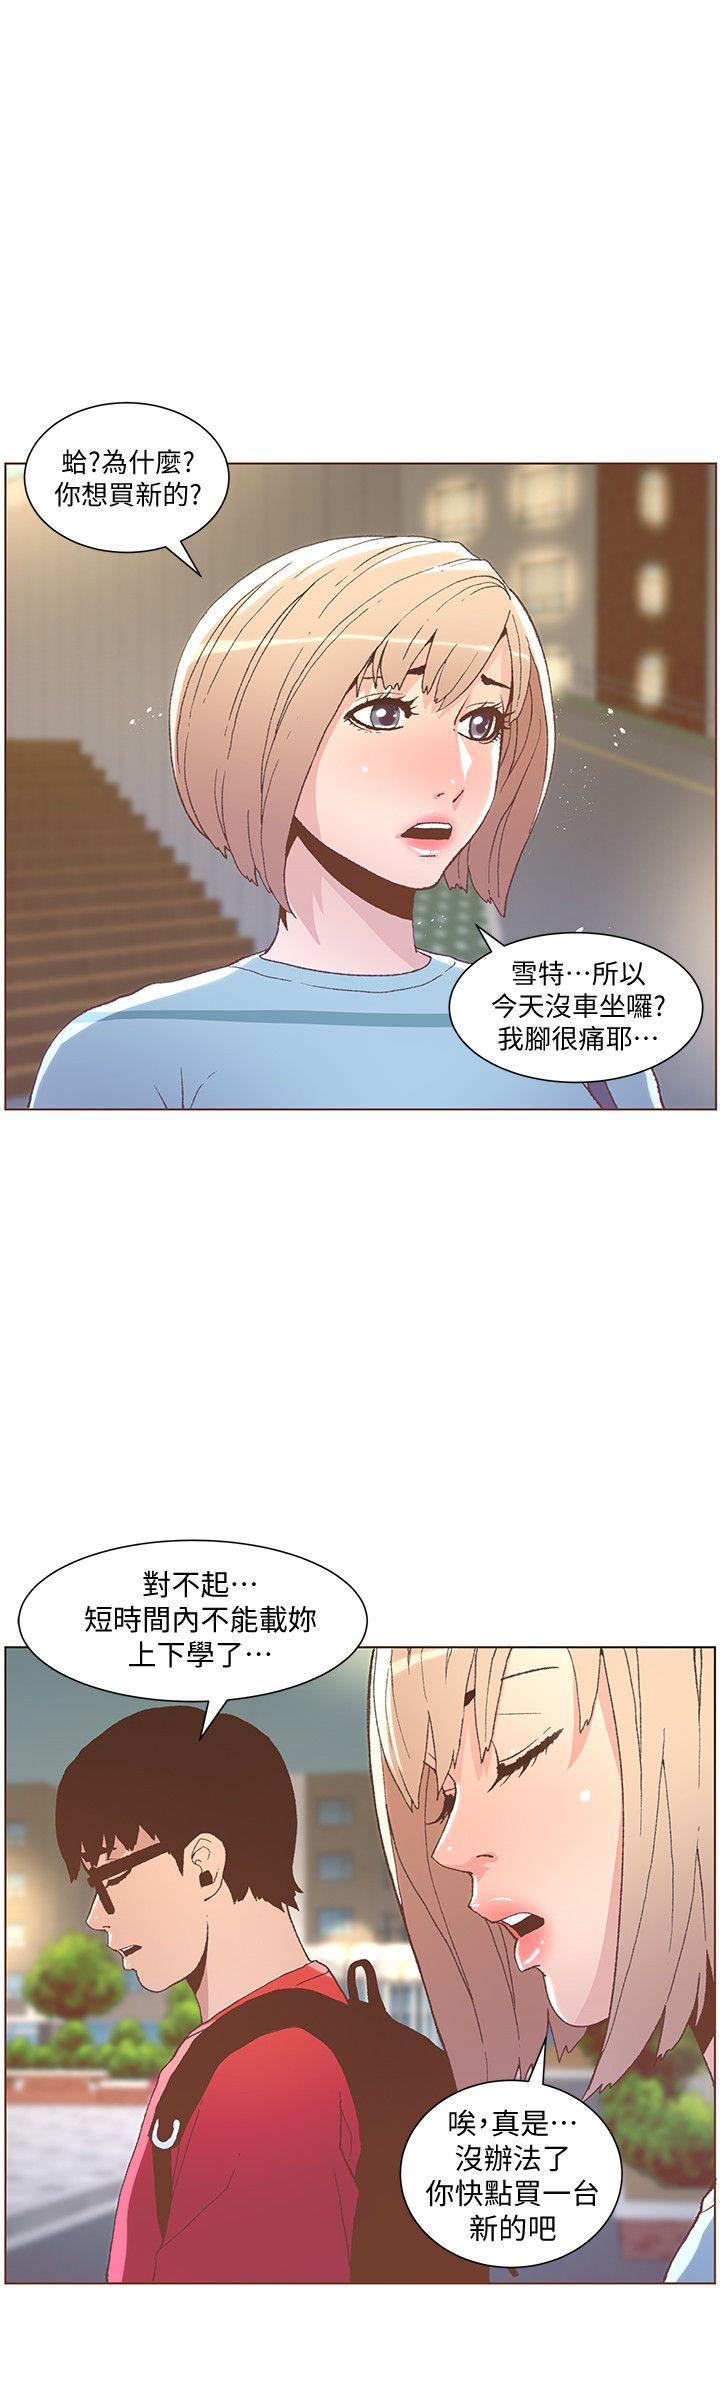 蛤?為什麼?
你想買新的?
雪特⋯所以
今天沒車坐囉?
我腳很痛耶⋯
對不起⋯
短時間內不能載妳
上下學了⋯
唉,真是⋯
沒辦法了
你快點買一台
新的吧